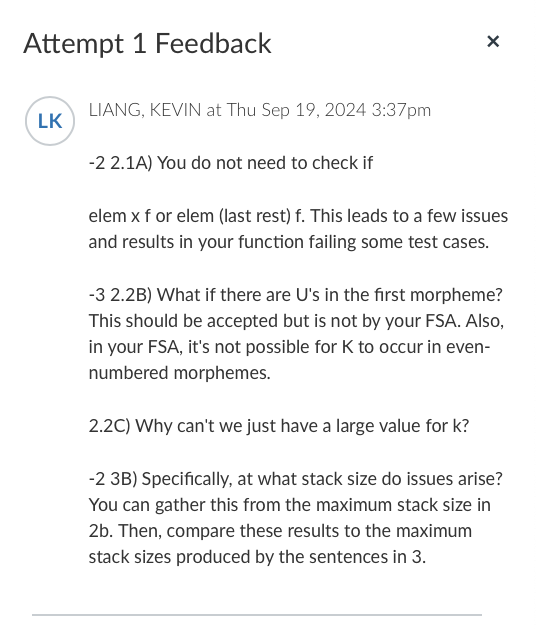 Attempt 1 Feedback
×
LK
LIANG, KEVIN at Thu Sep 19, 2024 3:37pm
-2 2.1A) You do not need to check if
elem x f or elem (last rest) f. This leads to a few issues
and results in your function failing some test cases.
-3 2.2B) What if there are U's in the first morpheme?
This should be accepted but is not by your FSA. Also,
in your FSA, it's not possible for K to occur in even-
numbered morphemes.
2.2C) Why can't we just have a large value for k?
-2 3B) Specifically, at what stack size do issues arise?
You can gather this from the maximum stack size in
2b. Then, compare these results to the maximum
stack sizes produced by the sentences in 3.